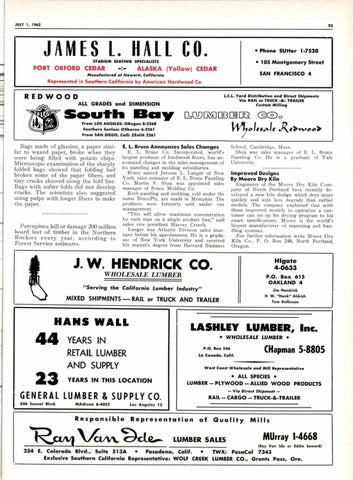 JULY 1, 1962
93
JAMES L. HALL CO.
STADIUM SEATING SPECIALISTS
PORT ORFORD CEDAR -:- ALASKA (Yellow) CEDAR
Manufactured at Newark, California
Represented in Southern California by American Hardwood Co.
• Phone SUtter 1-7520
• 105 Montgomery Street
SAN FRANCISCO 4
REDWOOD
ALL GRADES and DIMENSION
South Bay LUMBER CO.
From LOS ANGELES: ORegon 8-2268
Southern Section: OSborne 6-2261
From SAN DIEGO, Call: ZEnith 2261
L.C.L. Yard Distribution and Direct Shipments
Via RAIL or TRUCK-&-TRAILER
Custom Milling
Wholesale Redwood
Bags made of glassine, a paper similar
to waxed paper, broke when they
were being filled with potato chips.
Microscopic examination of the sharply
folded bags showed that folding had
broken some of the paper fibers, and
tiny cracks showed along the fold line.
Bags with softer folds did not develop
cracks. The scientists also suggested
using pulps with longer fibers to make
the paper.
Porcupines kill or damage 200 million
board feet of timber in the Northern
Rockies every year, according to
Forest Service estimates.
E. L. Bruce Announces Sales Changes
E. L. Bruce Co. Incorporated, world's
largest producer of hardwood floors, has announced
changes in the sales management of
its paneling and molding subsidiaries.
Bruce named Jerome L. Langer of New
York, sales manager of E. L. Bruce Paneling
Co. Martin F. Shea was appointed sales
manager of Bruce Molding Co.
Both paneling and molding, sold under the
name BrucePly, are made in Memphis. The
products were formerly sold under one
management.
"This will allow maximum concentration
by each man on a single product line," said
sales vice president Harvey Creech.
Langer was Atlantic Division sales manager
before his appointment. He is a graduate
of New York University and received
his master's degree from Harvard Business
School, Cambridge, Mass.
Shea was sales manager of E. L. Bruce
Paneling Co. He is a graduate of Yale
University.
Improved Designs
By Moore Dry Kiln
Engineers of the Moore Dry Kiln Company
of North Portland have recently developed
a new kiln design which dries more
quickly and with less degrade than earlier
models. The company explained that with
these improved models in operation a customer
can set up his drying program to his
exact specifications. Moore is the world's
largest manufacturer of seasoning and handling
systems.
For further information write Moore Dry
Kiln Co., P. O. Box 248, North Portland,
Oregon.
J. W. HENDRICK CO.
WHOLESALE LUMBER
"Serving the California Lumber Industry"
MIXED SHIPMENTS—RAIL or TRUCK AND TRAILER
HIgate
4-0633
P.O. Box 615
OAKLAND 4
Jim Hendrick
H. W. "Hank" Aldrich
Tom Rollinson
HANS WALL
44 YEARS IN
RETAIL LUMBER
AND SUPPLY
23 YEARS IN THIS LOCATION
GENERAL LUMBER & SUPPLY CO.
806 Sunset Blvd. MAdison 6-4052 Los Angeles 12
LASHLEY LUMBER, Inc.
• WHOLESALE LUMBER •
P.O. Box 546
La Canada, Calif.
CHapman 5-8805
West Coast Wholesale and Mill Representative
• ALL SPECIES •
LUMBER — PLYWOOD — ALLIED WOOD PRODUCTS
— Via Direct Shipment —
RAIL — CARGO — TRUCK-&-TRAILER
Responsible Representation of Quality Mills
Ray Van Ide
LUMBER SALES
MUrray 1-4668
(Ray Van Ide or Eddie Seward)
234 E. Colorado Blvd., Suite 513A • Pasadena, Calif. • TWX: PasaCal 7343
Exclusive Southern California Representative: WOLF CREEK LUMBER CO., Grants Pass, Ore.